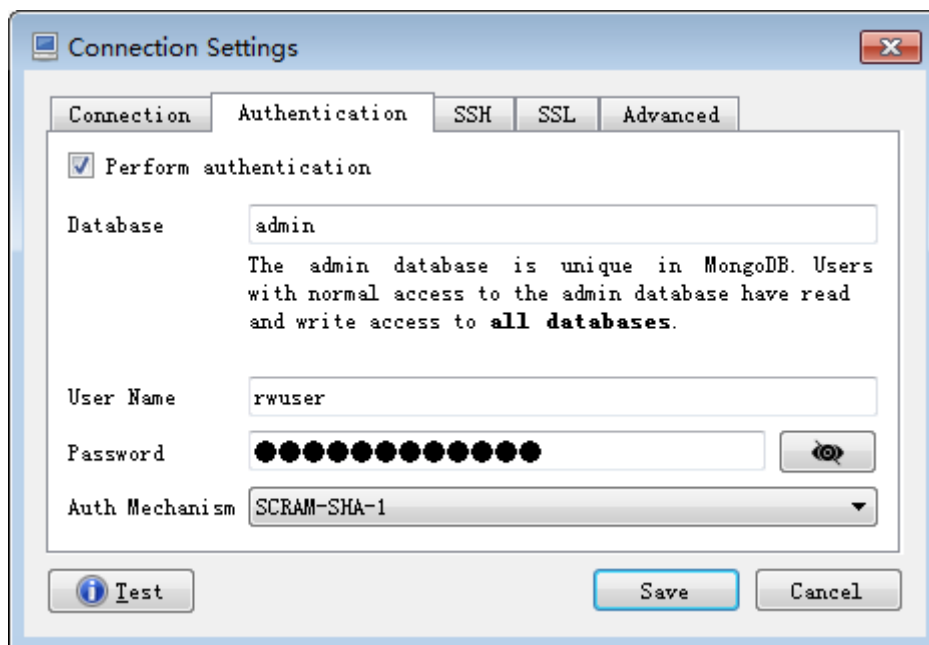 Connection Settings
Connection Authentication SSH SSL Advanced
Perform authentication
Database admin
The admin database is unique in MongoDB. Users
with normal access to the admin database have read
and write access to all databases.
User Name rwuser
Password ●●●●●●●●●●●●
Auth Mechanism SCRAM-SHA-1
Test Save Cancel